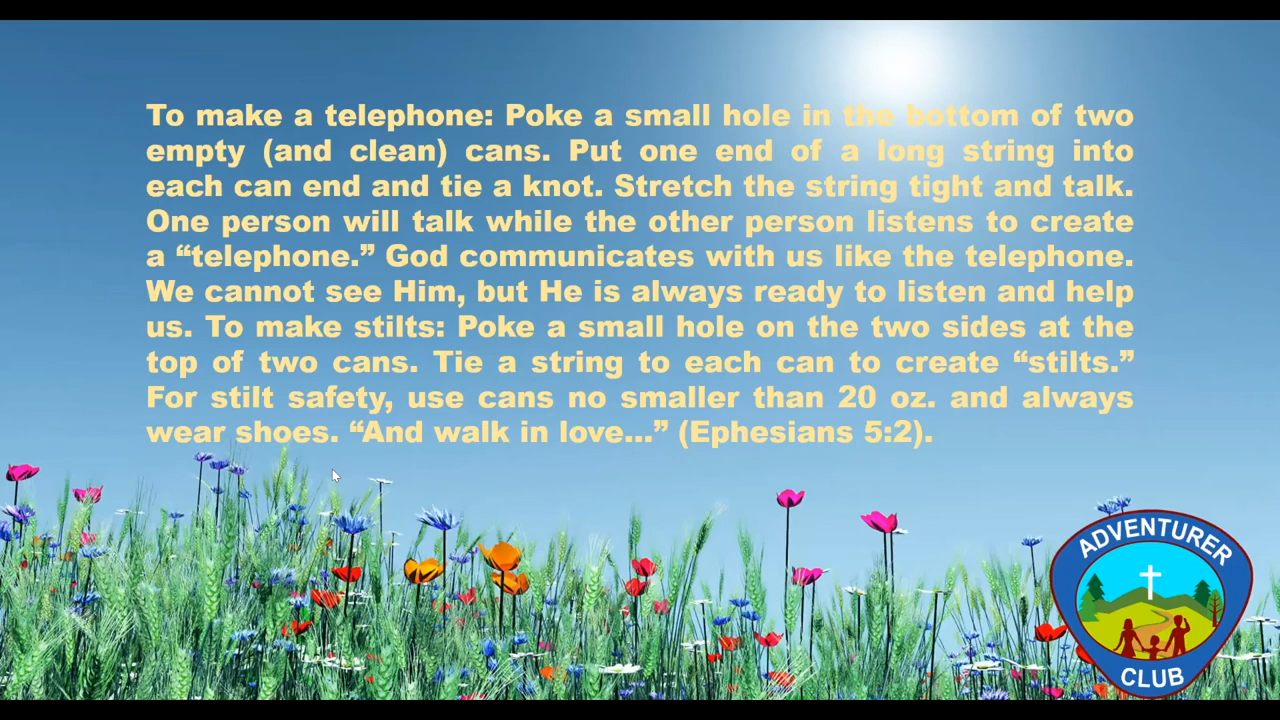 To make a telephone: Poke a small hole in the bottom of two
empty (and clean) cans. Put one end of a long string into
each can end and tie a knot. Stretch the string tight and talk.
One person will talk while the other person listens to create
a “telephone.” God communicates with us like the telephone.
We cannot see Him, but He is always ready to listen and help
us. To make stilts: Poke a small hole on the two sides at the
top of two cans. Tie a string to each can to create “stilts.”
For stilt safety, use cans no smaller than 20 oz. and always
wear shoes. “And walk in love...” (Ephesians 5:2).
ADVENTURER
CLUB